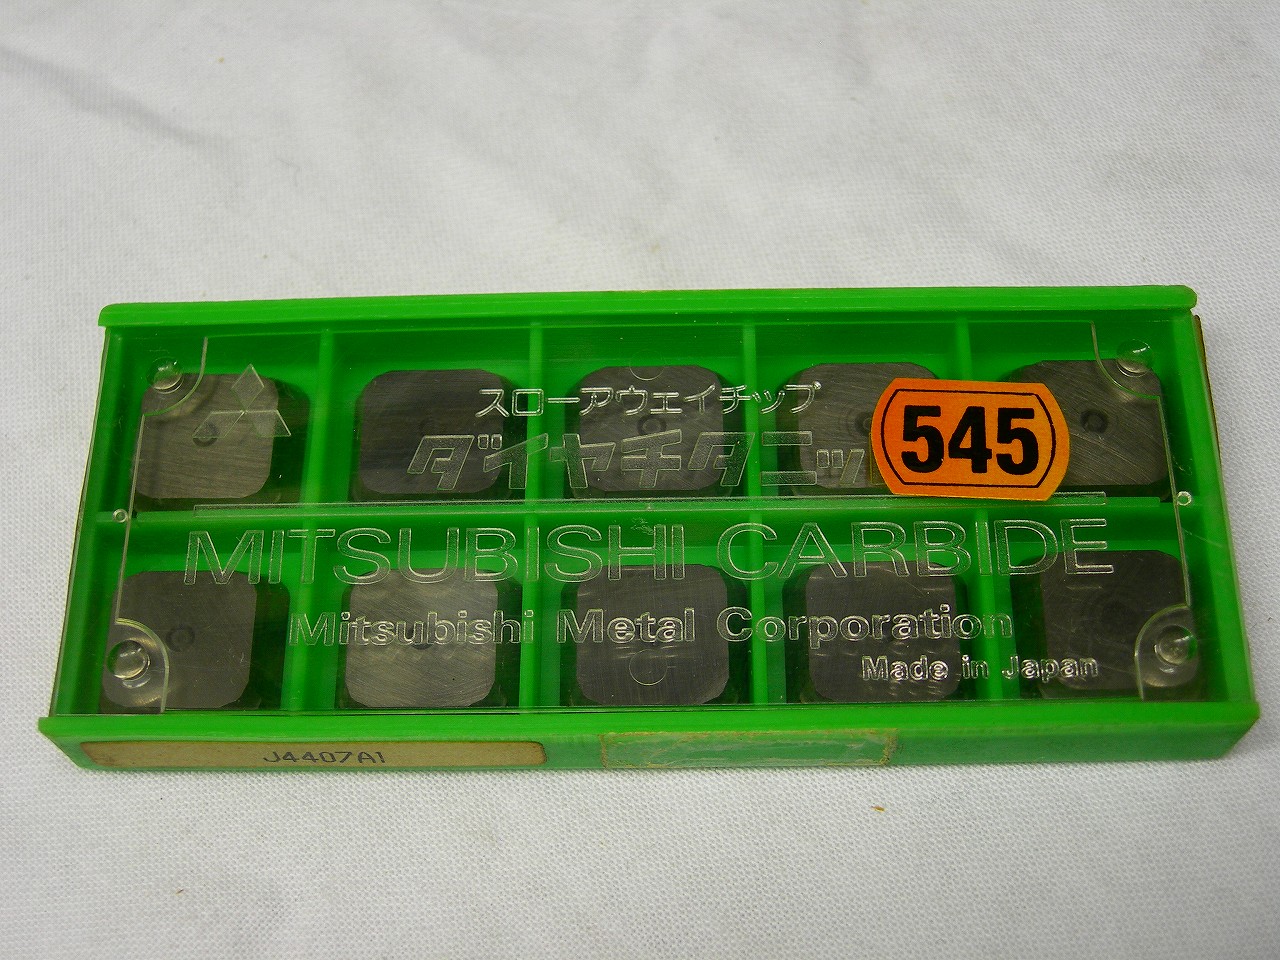 スローアウェイチップ
ダイヤチタニッ
545
MITSUBISHI CARBIDE
Mitsubishi Metal Corporation
Made in Japan
J4407A1